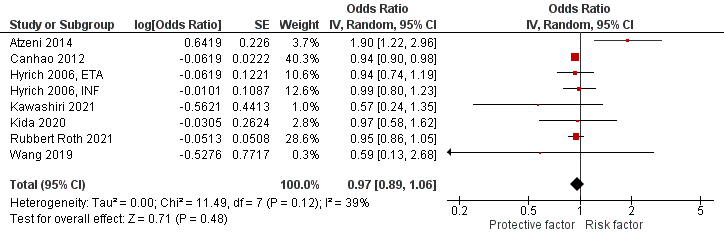 Odds Ratio Odds Ratio
Study or Subgroup log[Odds Ratio] SE Weight IV, Random, 95% CI IV, Random, 95% CI
Atzeni 2014 0.6419 0.226 3.7% 1.90 [1.22, 2.96]
Canhao 2012 -0.0619 0.0222 40.3% 0.94 [0.90, 0.98]
Hyrich 2006, ETA -0.0619 0.1221 10.6% 0.94 [0.74, 1.19]
Hyrich 2006, INF -0.0101 0.1087 12.6% 0.99 [0.80, 1.23]
Kawashiri 2021 -0.5621 0.4413 1.0% 0.57 [0.24, 1.35]
Kida 2020 -0.0305 0.2624 2.8% 0.97 [0.58, 1.62]
Rubbert Roth 2021 -0.0513 0.0508 28.6% 0.95 [0.86, 1.05]
Wang 2019 -0.5276 0.7717 0.3% 0.59 [0.13, 2.68]
Total (95% CI) 100.0% 0.97 [0.89, 1.06]
Heterogeneity: Tau² = 0.00; Chi² = 11.49, df = 7 (P = 0.12); I² = 39%
Test for overall effect: Z = 0.71 (P = 0.48)
0.2 0.5 1 2 5
Protective factor Risk factor